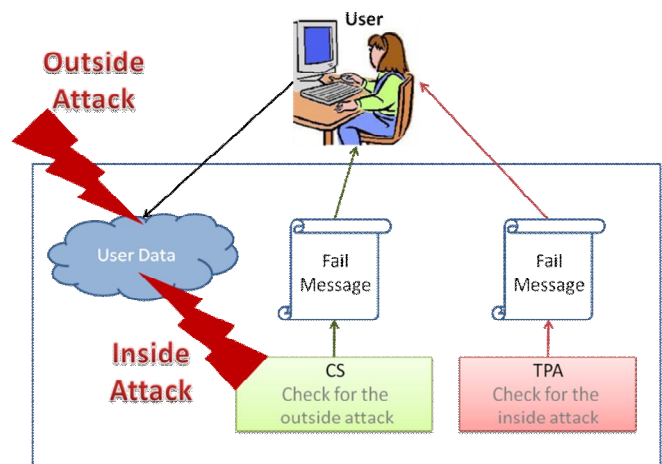 User
Outside
Attack
User Data
Fail
Message
Fail
Message
Inside
Attack
CS
Check for the
outside attack
TPA
Check for the
inside attack